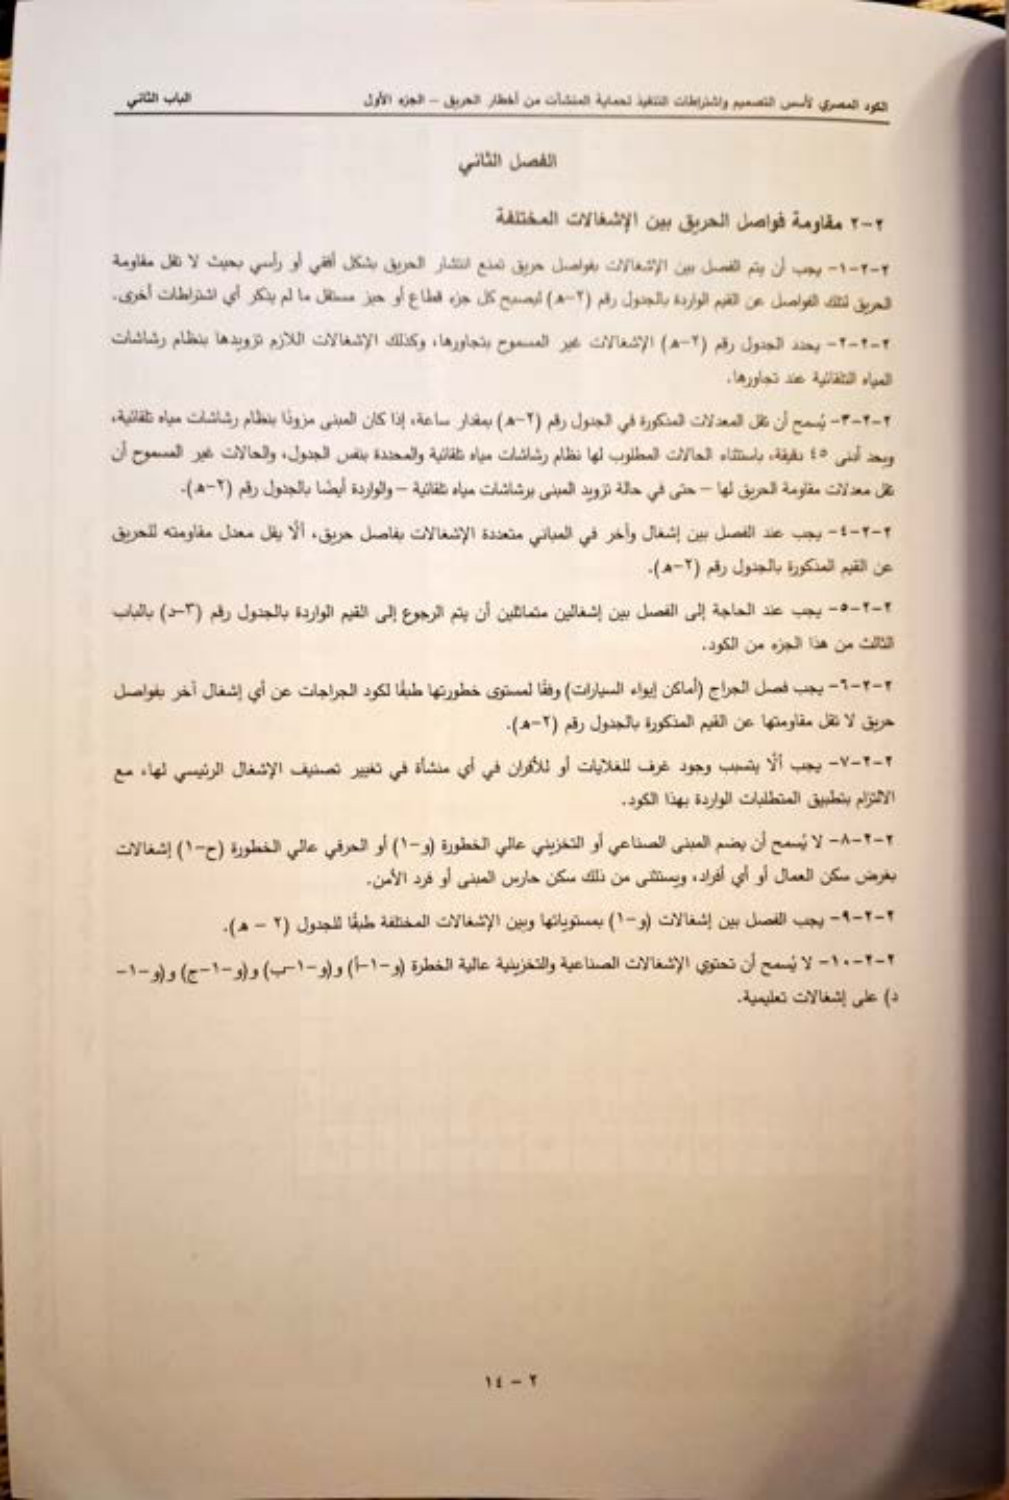 الكود المصري لأسس التصميم واشتراطات التنفيذ لحماية المنشآت من أخطار الحريق – الجزء الأول
الباب الثاني
الفصل الثاني
٢-٢ مقاومة فواصل الحريق بين الإشغالات المختلفة
٢-٢-١- يجب أن يتم الفصل بين الإشغالات بفواصل حريق تمنع انتشار الحريق بشكل أفقي أو رأسي بحيث لا تقل مقاومة
الحريق لتلك الفواصل عن القيم الواردة بالجدول رقم (٢-هـ) ليصبح كل جزء قطاع أو حيز مستقل ما لم يذكر أي اشتراطات أخرى.
٢-٢-٢- يحدد الجدول رقم (٢-هـ) الإشغالات غير المسموح بتجاورها، وكذلك الإشغالات اللازم تزويدها بنظام رشاشات
المياه التلقائية عند تجاورها.
٢-٢-٣- يُسمح أن تقل المعدلات المذكورة في الجدول رقم (٢-هـ) بمقدار ساعة، إذا كان المبنى مزودًا بنظام رشاشات مياه تلقائية،
وبحد أدنى ٤٥ دقيقة، باستثناء الحالات المطلوب لها نظام رشاشات مياه تلقائية والمحددة بنفس الجدول، والحالات غير المسموح أن
تقل معدلات مقاومة الحريق لها – حتى في حالة تزويد المبنى برشاشات مياه تلقائية – والواردة أيضًا بالجدول رقم (٢-هـ).
٢-٢-٤- يجب عند الفصل بين إشغال وآخر في المباني متعددة الإشغالات بفاصل حريق، ألّا يقل معدل مقاومته للحريق
عن القيم المذكورة بالجدول رقم (٢-هـ).
٢-٢-٥- يجب عند الحاجة إلى الفصل بين إشغالين متماثلين أن يتم الرجوع إلى القيم الواردة بالجدول رقم (٣-د) بالباب
الثالث من هذا الجزء من الكود.
٢-٢-٦- يجب فصل الجراج (أماكن إيواء السيارات) وفقًا لمستوى خطورتها طبقًا لكود الجراجات عن أي إشغال آخر بفواصل
حريق لا تقل مقاومتها عن القيم المذكورة بالجدول رقم (٢-هـ).
٢-٢-٧- يجب ألّا يتسبب وجود غرف للغلايات أو للأفران في أي منشأة في تغيير تصنيف الإشغال الرئيسي لها، مع
الالتزام بتطبيق المتطلبات الواردة بهذا الكود.
٢-٢-٨- لا يُسمح أن يضم المبنى الصناعي أو التخزيني عالي الخطورة (و-١) أو الحرفي عالي الخطورة (ح-١) إشغالات
بغرض سكن العمال أو أي أفراد، ويستثنى من ذلك سكن حارس المبنى أو فرد الأمن.
٢-٢-٩- يجب الفصل بين إشغالات (و-١) بمستوياتها وبين الإشغالات المختلفة طبقًا للجدول (٢ – هـ).
٢-٢-١٠- لا يُسمح أن تحتوي الإشغالات الصناعية والتخزينية عالية الخطرة (و-١-أ) و(و-١-ب) و(و-١-ج) و(و-١-
د) على إشغالات تعليمية.
٢ – ١٤